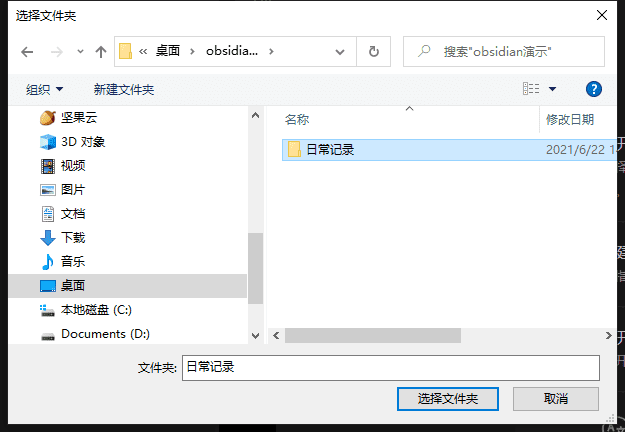 选择文件夹
« 桌面 › obsidia... ›
搜索"obsidian演示"
组织 新建文件夹
名称 修改日期
坚果云
3D 对象
视频
图片
文档
下载
音乐
桌面
本地磁盘 (C:)
Documents (D:)
日常记录 2021/6/22 1
文件夹: 日常记录
选择文件夹 取消